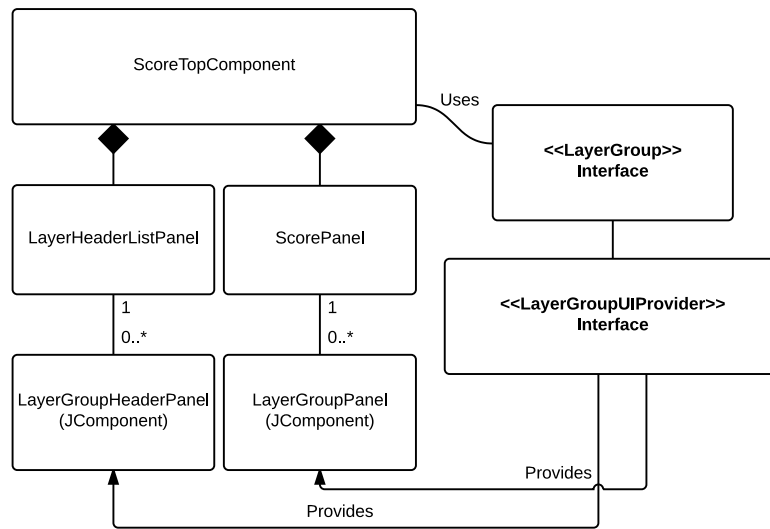 ScoreTopComponent
Uses
<<LayerGroup>>
Interface
LayerHeaderListPanel
ScorePanel
<<LayerGroupUIProvider>>
Interface
1
0..*
1
0..*
LayerGroupHeaderPanel
(JComponent)
LayerGroupPanel
(JComponent)
Provides
Provides